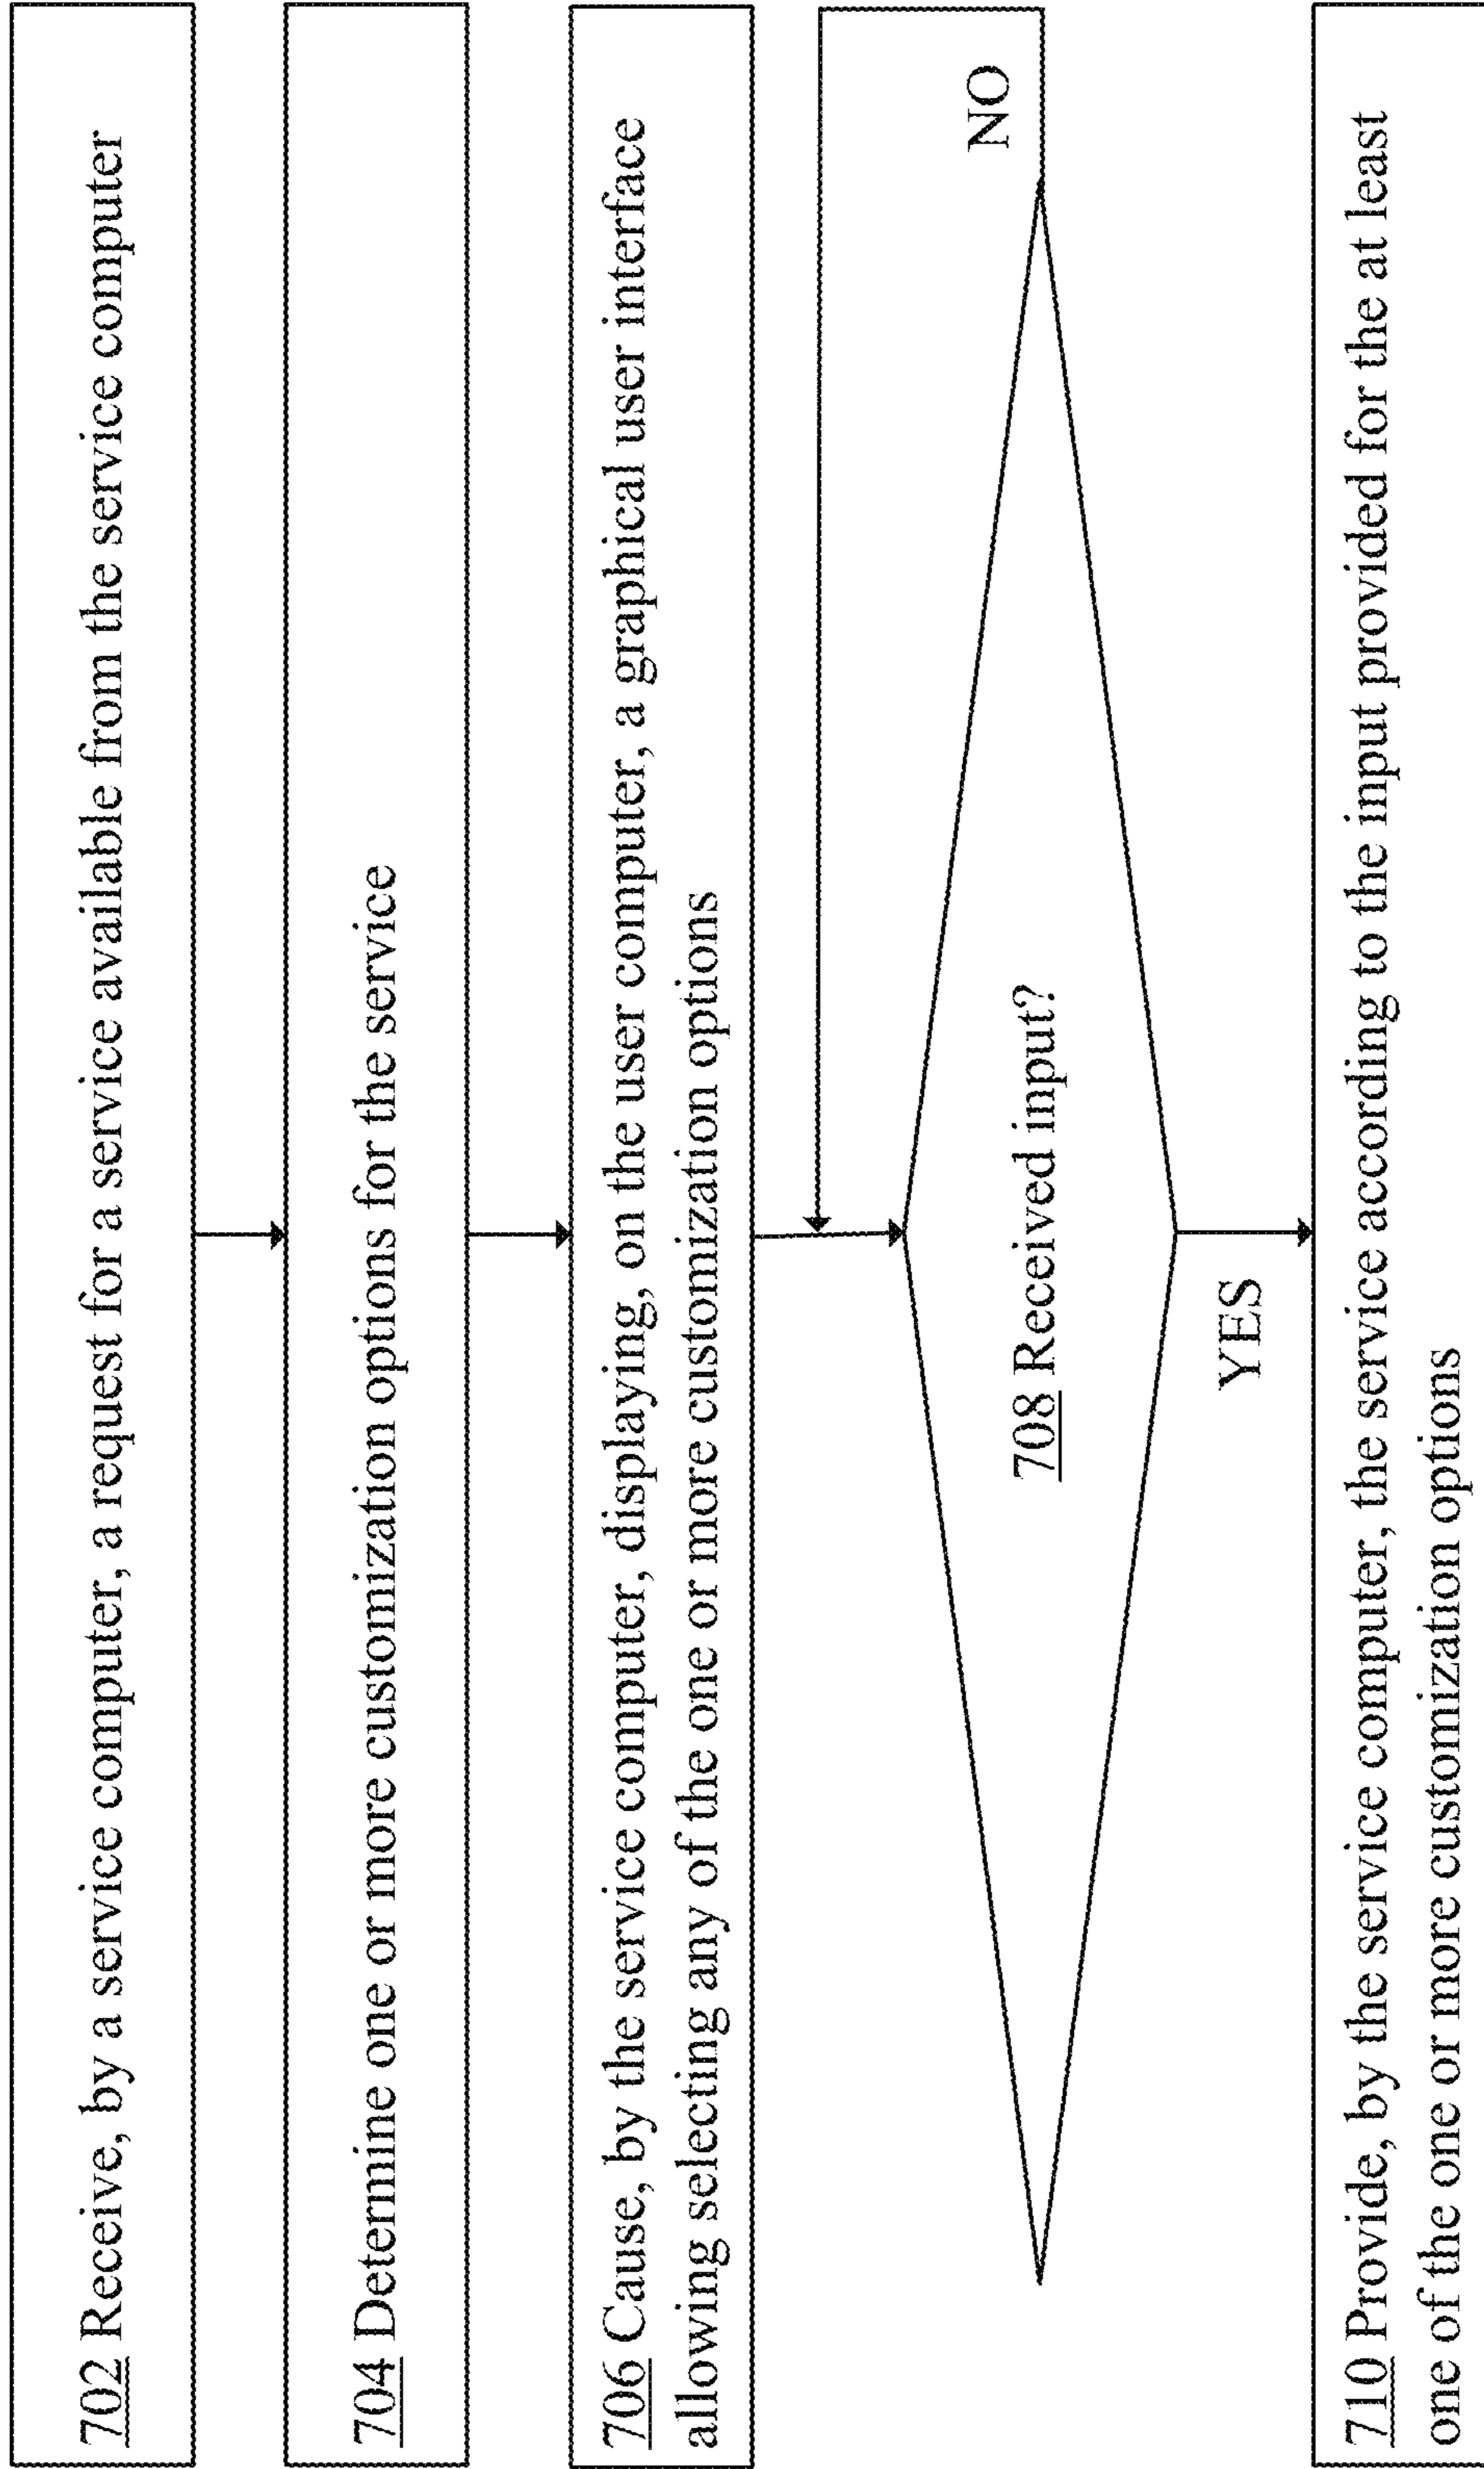 702 Receive, by a service computer, a request for a service available from the service computer
704 Determine one or more customization options for the service
706 Cause, by the service computer, displaying, on the user computer, a graphical user interface
allowing selecting any of the one or more customization options
NO
708 Received input?
YES
710 Provide, by the service computer, the service according to the input provided for the at least
one of the one or more customization options